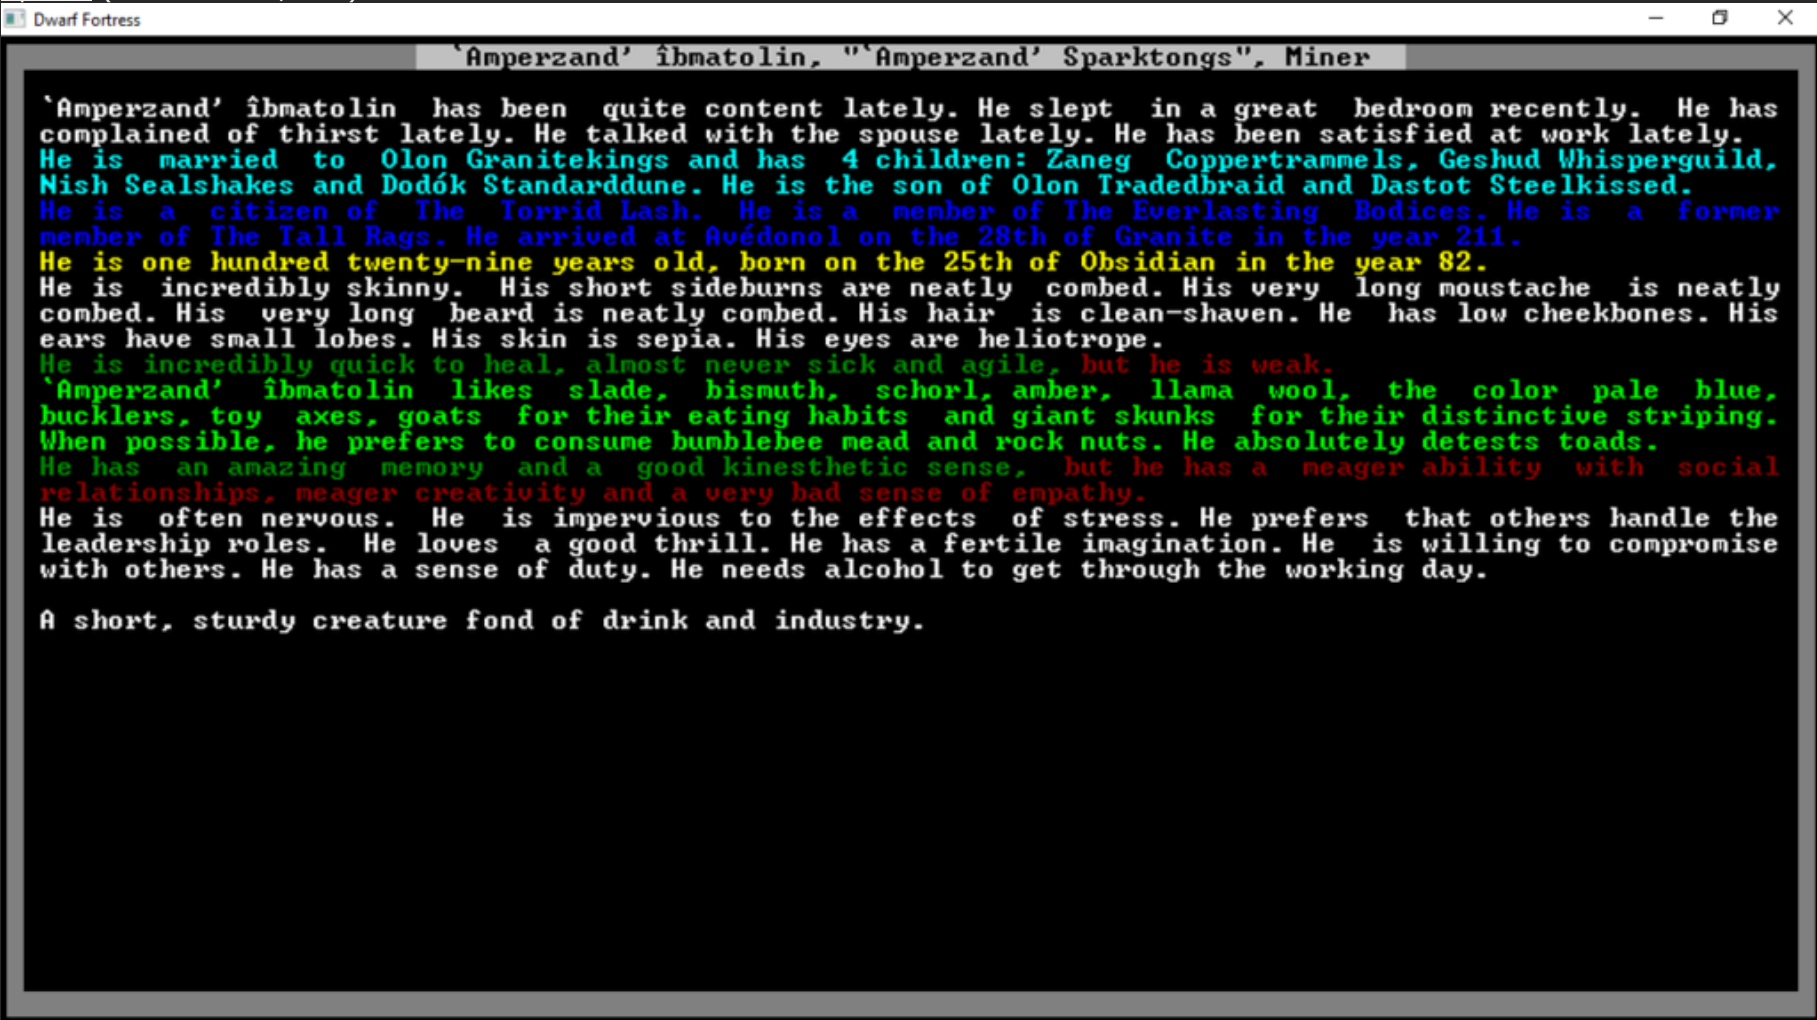 Dwarf Fortress
`Amperzand' îbmatolin, "`Amperzand' Sparktongs", Miner
`Amperzand' îbmatolin has been quite content lately. He slept in a great bedroom recently. He has
complained of thirst lately. He talked with the spouse lately. He has been satisfied at work lately.
He is married to Olon Granitekings and has 4 children: Zaneg Coppertrammels, Geshud Whisperguild,
Nish Sealshakes and Dodók Standarddune. He is the son of Olon Tradedbraid and Dastot Steelkissed.
He is a citizen of The Torrid Lash. He is a member of The Everlasting Bodices. He is a former
member of The Tall Rags. He arrived at Avédonol on the 28th of Granite in the year 211.
He is one hundred twenty-nine years old, born on the 25th of Obsidian in the year 82.
He is incredibly skinny. His short sideburns are neatly combed. His very long moustache is neatly
combed. His very long beard is neatly combed. His hair is clean-shaven. He has low cheekbones. His
ears have small lobes. His skin is sepia. His eyes are heliotrope.
He is incredibly quick to heal, almost never sick and agile, but he is weak.
`Amperzand' îbmatolin likes slade, bismuth, schorl, amber, llama wool, the color pale blue,
bucklers, toy axes, goats for their eating habits and giant skunks for their distinctive striping.
When possible, he prefers to consume bumblebee mead and rock nuts. He absolutely detests toads.
He has an amazing memory and a good kinesthetic sense, but he has a meager ability with social
relationships, meager creativity and a very bad sense of empathy.
He is often nervous. He is impervious to the effects of stress. He prefers that others handle the
leadership roles. He loves a good thrill. He has a fertile imagination. He is willing to compromise
with others. He has a sense of duty. He needs alcohol to get through the working day.
A short, sturdy creature fond of drink and industry.